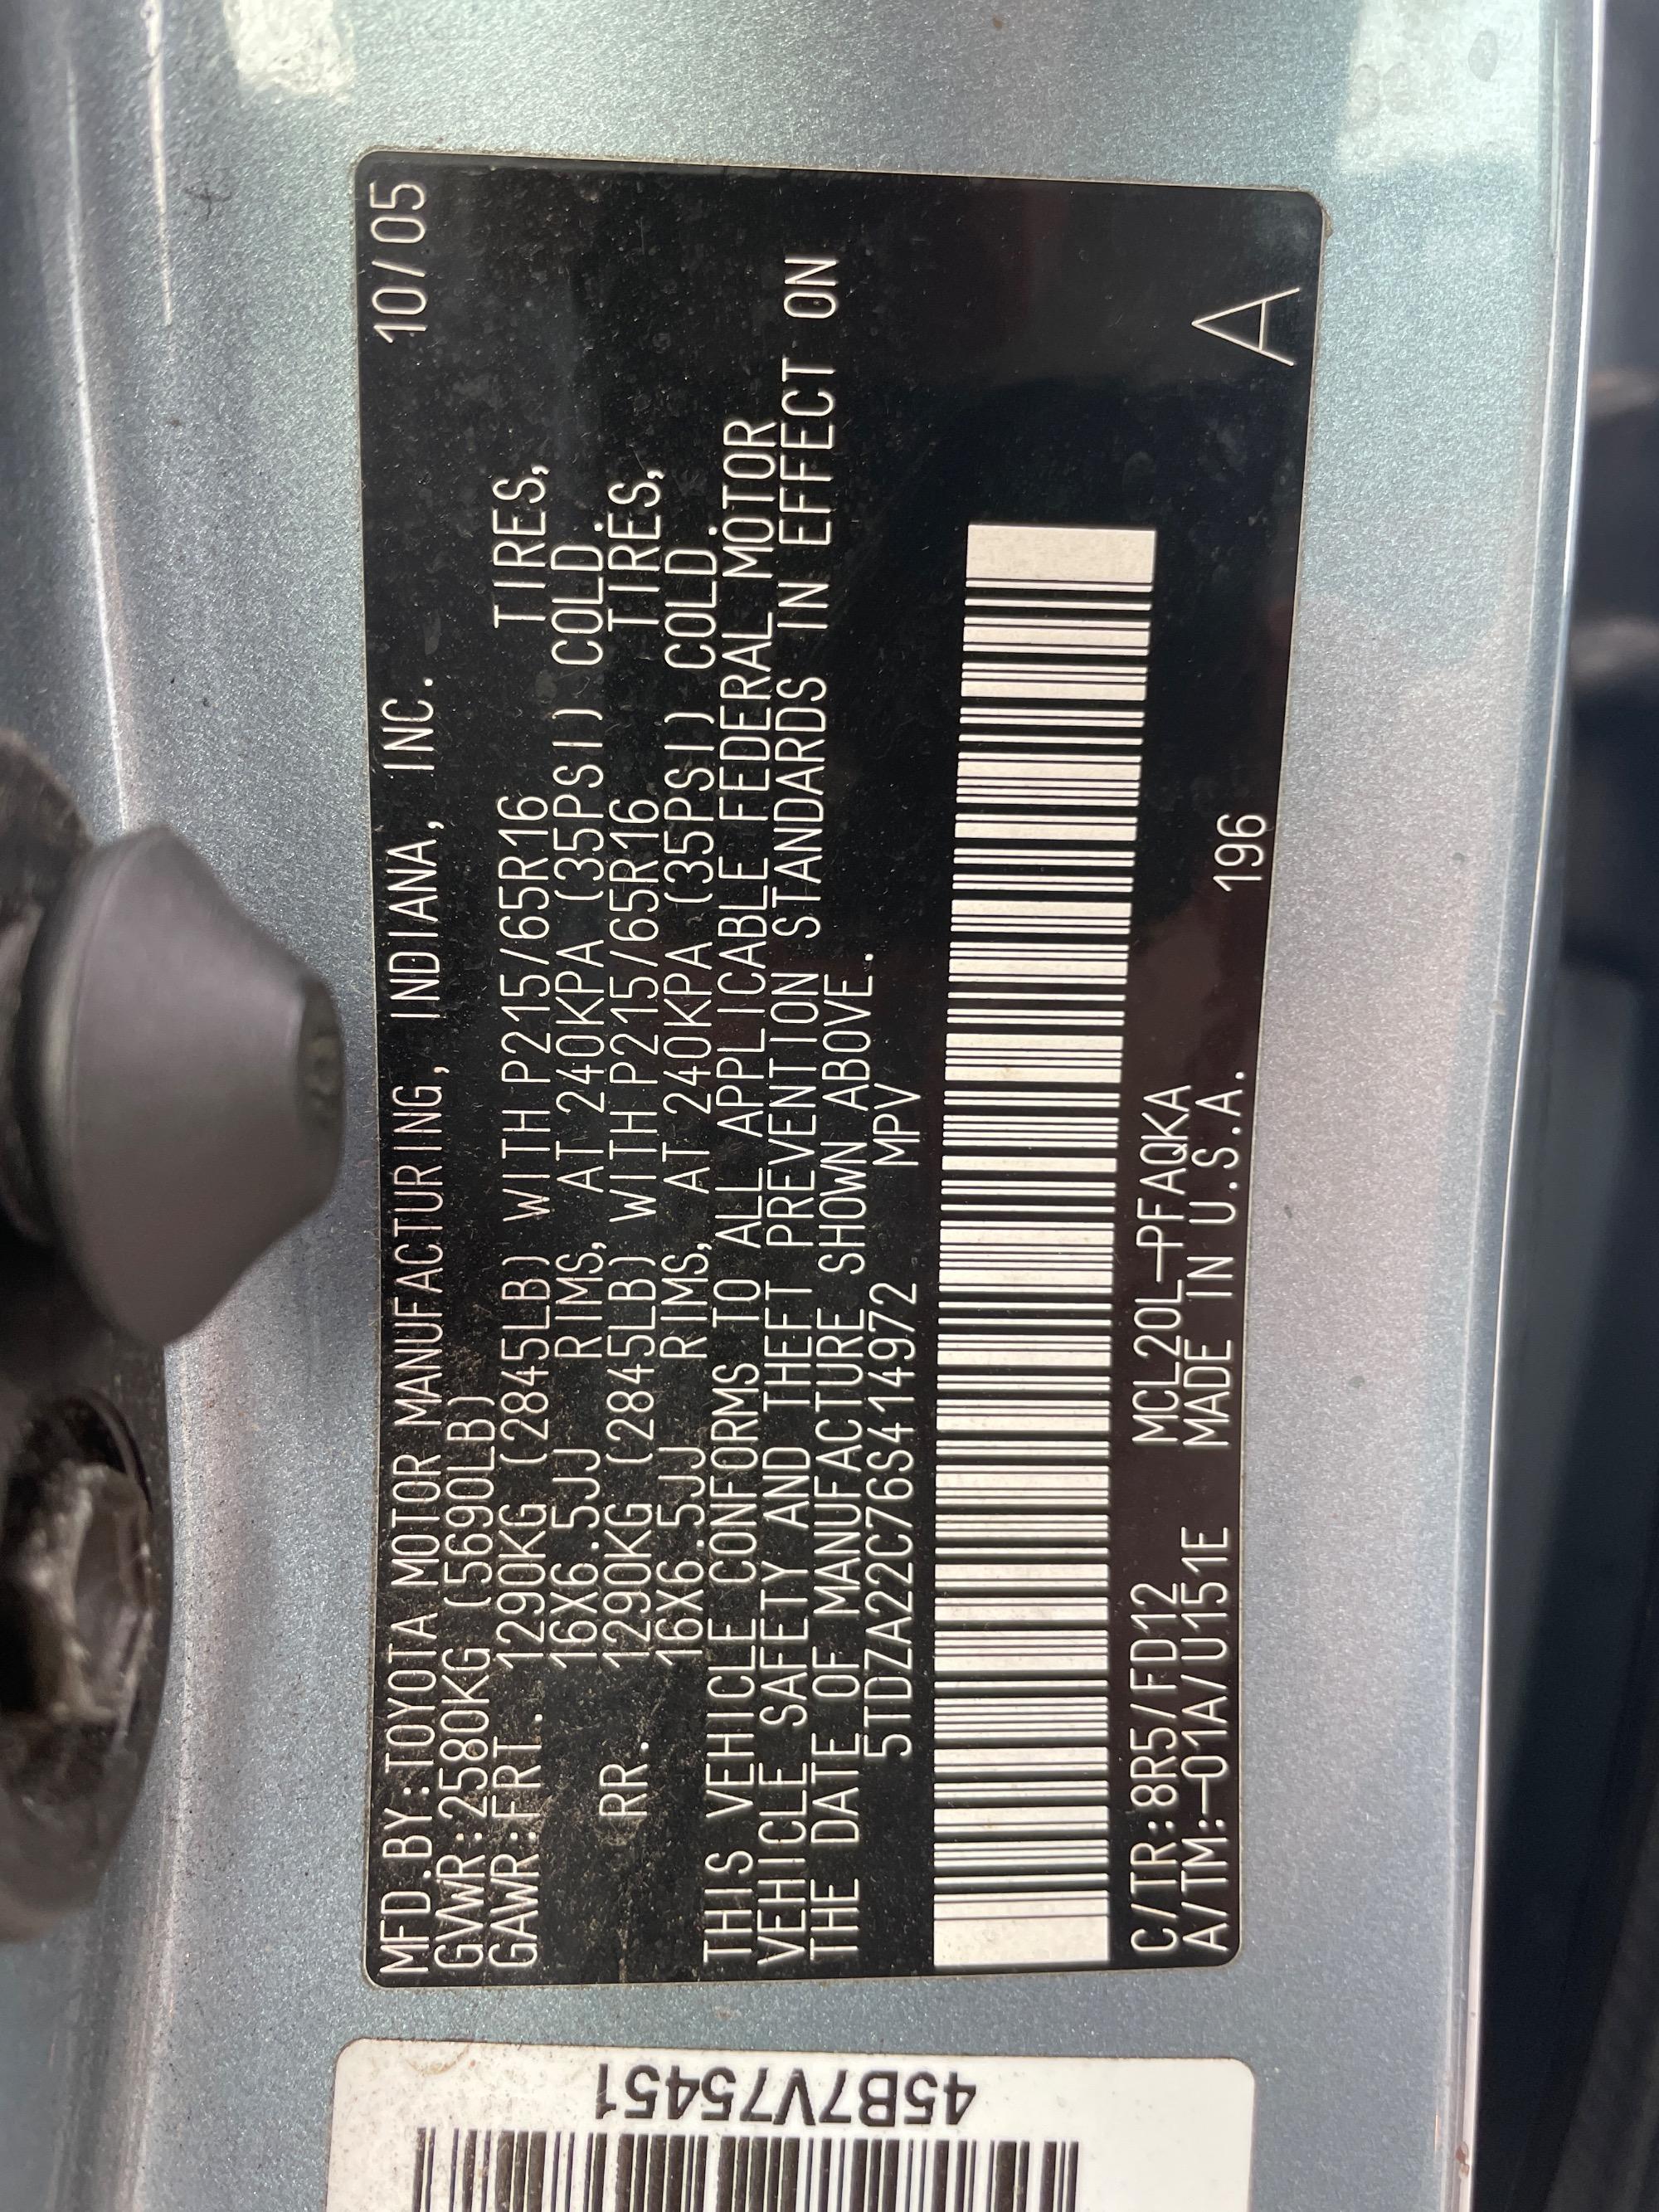 MFD.BY:TOYOTA MOTOR MANUFACTURING, INDIANA, INC. 10/05
GVWR:2580KG (5690LB)
GAWR:FRT. 1290KG (2845LB) WITH P215/65R16 TIRES,
16X6.5JJ RIMS, AT 240KPA (35PSI) COLD.
RR. 1290KG (2845LB) WITH P215/65R16 TIRES,
16X6.5JJ RIMS, AT 240KPA (35PSI) COLD.
THIS VEHICLE CONFORMS TO ALL APPLICABLE FEDERAL MOTOR
VEHICLE SAFETY AND THEFT PREVENTION STANDARDS IN EFFECT ON
THE DATE OF MANUFACTURE SHOWN ABOVE.
5TDZA22C76S414972 MPV
C/TR:8R5/FD12 MCL20L-PFAQKA
A/TM:-01A/U151E MADE IN U.S.A. 196
A
45B7V75451